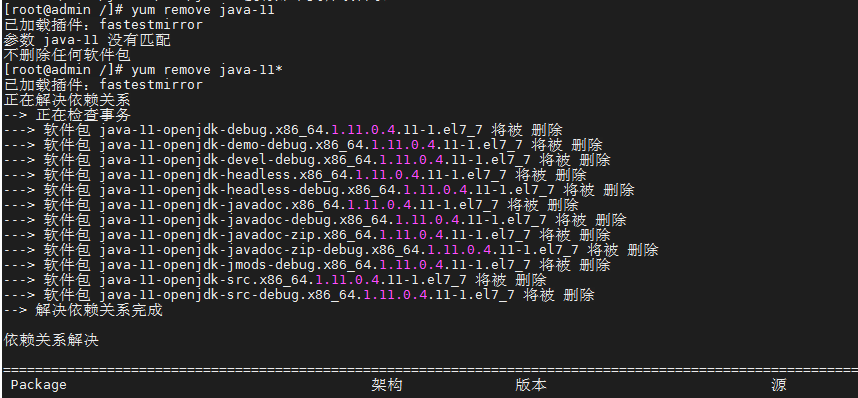 [root@admin /]# yum remove java-11
已加载插件：fastestmirror
参数 java-11 没有匹配
不删除任何软件包
[root@admin /]# yum remove java-11*
已加载插件：fastestmirror
正在解决依赖关系
--> 正在检查事务
---> 软件包 java-11-openjdk-debug.x86_64.1.11.0.4.11-1.el7_7 将被 删除
---> 软件包 java-11-openjdk-demo-debug.x86_64.1.11.0.4.11-1.el7_7 将被 删除
---> 软件包 java-11-openjdk-devel-debug.x86_64.1.11.0.4.11-1.el7_7 将被 删除
---> 软件包 java-11-openjdk-headless.x86_64.1.11.0.4.11-1.el7_7 将被 删除
---> 软件包 java-11-openjdk-headless-debug.x86_64.1.11.0.4.11-1.el7_7 将被 删除
---> 软件包 java-11-openjdk-javadoc.x86_64.1.11.0.4.11-1.el7_7 将被 删除
---> 软件包 java-11-openjdk-javadoc-debug.x86_64.1.11.0.4.11-1.el7_7 将被 删除
---> 软件包 java-11-openjdk-javadoc-zip.x86_64.1.11.0.4.11-1.el7_7 将被 删除
---> 软件包 java-11-openjdk-javadoc-zip-debug.x86_64.1.11.0.4.11-1.el7_7 将被 删除
---> 软件包 java-11-openjdk-jmods-debug.x86_64.1.11.0.4.11-1.el7_7 将被 删除
---> 软件包 java-11-openjdk-src.x86_64.1.11.0.4.11-1.el7_7 将被 删除
---> 软件包 java-11-openjdk-src-debug.x86_64.1.11.0.4.11-1.el7_7 将被 删除
--> 解决依赖关系完成
依赖关系解决
================================================================================
Package 架构 版本 源